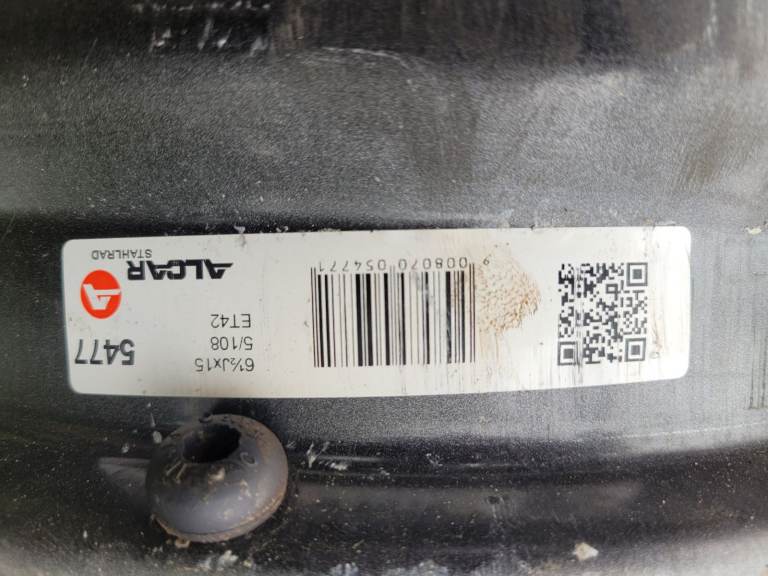 5477
6½Jx15
5/108
ET42
ALCAR
STAHLRAD
9 008070 054771